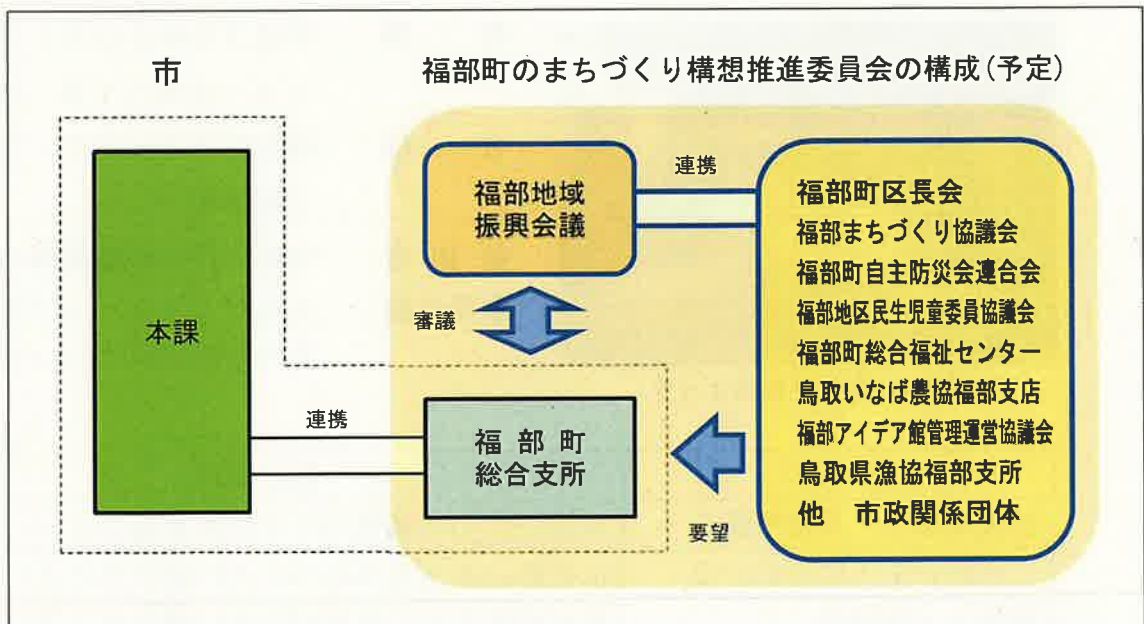 市
福部町のまちづくり構想推進委員会の構成(予定)
本課
連携
福部地域
振興会議
審議
福部町
総合支所
連携
要望
福部町区長会
福部まちづくり協議会
福部町自主防災会連合会
福部地区民生児童委員協議会
福部町総合福祉センター
鳥取いなば農協福部支店
福部アイデア館管理運営協議会
鳥取県漁協福部支所
他　市政関係団体